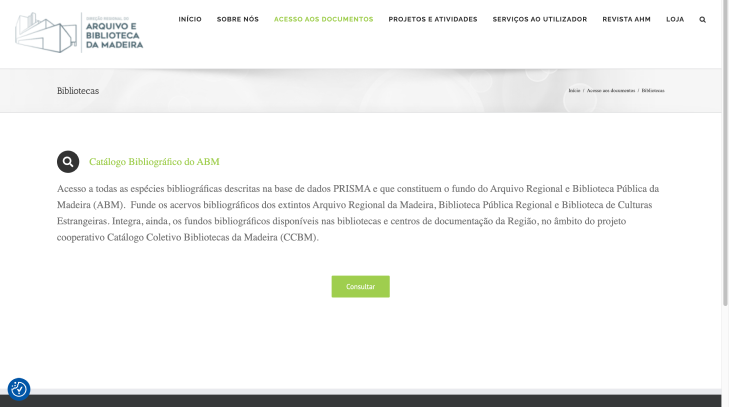 DIREÇÃO REGIONAL DO
ARQUIVO E
BIBLIOTECA
DA MADEIRA
INÍCIO SOBRE NÓS ACESSO AOS DOCUMENTOS PROJETOS E ATIVIDADES SERVIÇOS AO UTILIZADOR REVISTA AHM LOJA
Bibliotecas
Início / Acesso aos documentos / Bibliotecas
Catálogo Bibliográfico do ABM
Acesso a todas as espécies bibliográficas descritas na base de dados PRISMA e que constituem o fundo do Arquivo Regional e Biblioteca Pública da
Madeira (ABM). Funde os acervos bibliográficos dos extintos Arquivo Regional da Madeira, Biblioteca Pública Regional e Biblioteca de Culturas
Estrangeiras. Integra, ainda, os fundos bibliográficos disponíveis nas bibliotecas e centros de documentação da Região, no âmbito do projeto
cooperativo Catálogo Coletivo Bibliotecas da Madeira (CCBM).
Consultar